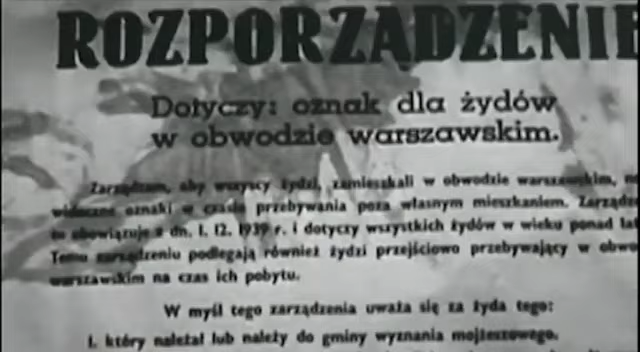 ROZPORZĄDZENIE
Dotyczy: oznak dla żydów
w obwodzie warszawskim.
Zarządzam, aby wszyscy żydzi, zamieszkali w obwodzie warszawskim,
widoczne oznaki w czasie przebywania poza własnym mieszkaniem.
obowiązuje z dn. 1. 12. 1939 r. i dotyczy wszystkich żydów w wieku ponad
Temu zarządzeniu podlegają również żydzi przejściowo przebywający w
warszawskim na czas ich pobytu.
W myśl tego zarządzenia uważa się za żyda tego:
1. który należał lub należy do gminy wyznania mojżeszowego.